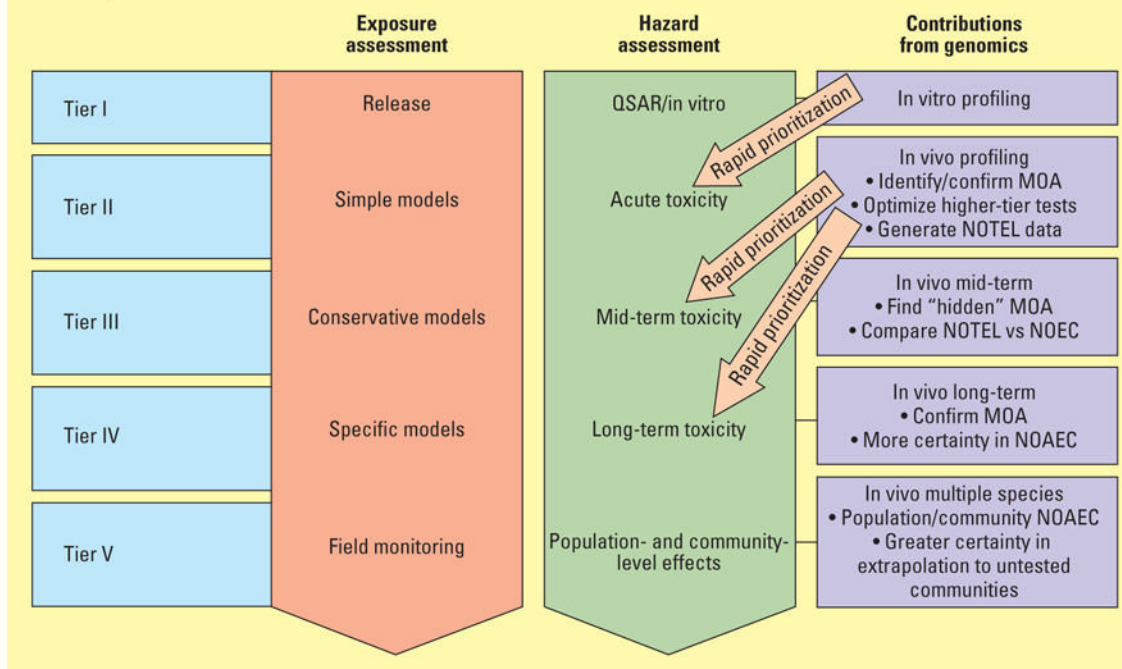 Exposure
assessment
Hazard
assessment
Contributions
from genomics
Tier I
Release
QSAR/in vitro
Rapid prioritization
In vitro profiling
Tier II
Simple models
Acute toxicity
Rapid prioritization
In vivo profiling
• Identify/confirm MOA
• Optimize higher-tier tests
• Generate NOTEL data
Tier III
Conservative models
Mid-term toxicity
Rapid prioritization
In vivo mid-term
• Find “hidden” MOA
• Compare NOTEL vs NOEC
Tier IV
Specific models
Long-term toxicity
In vivo long-term
• Confirm MOA
• More certainty in NOAEC
Tier V
Field monitoring
Population- and community-
level effects
In vivo multiple species
• Population/community NOAEC
• Greater certainty in
extrapolation to untested
communities